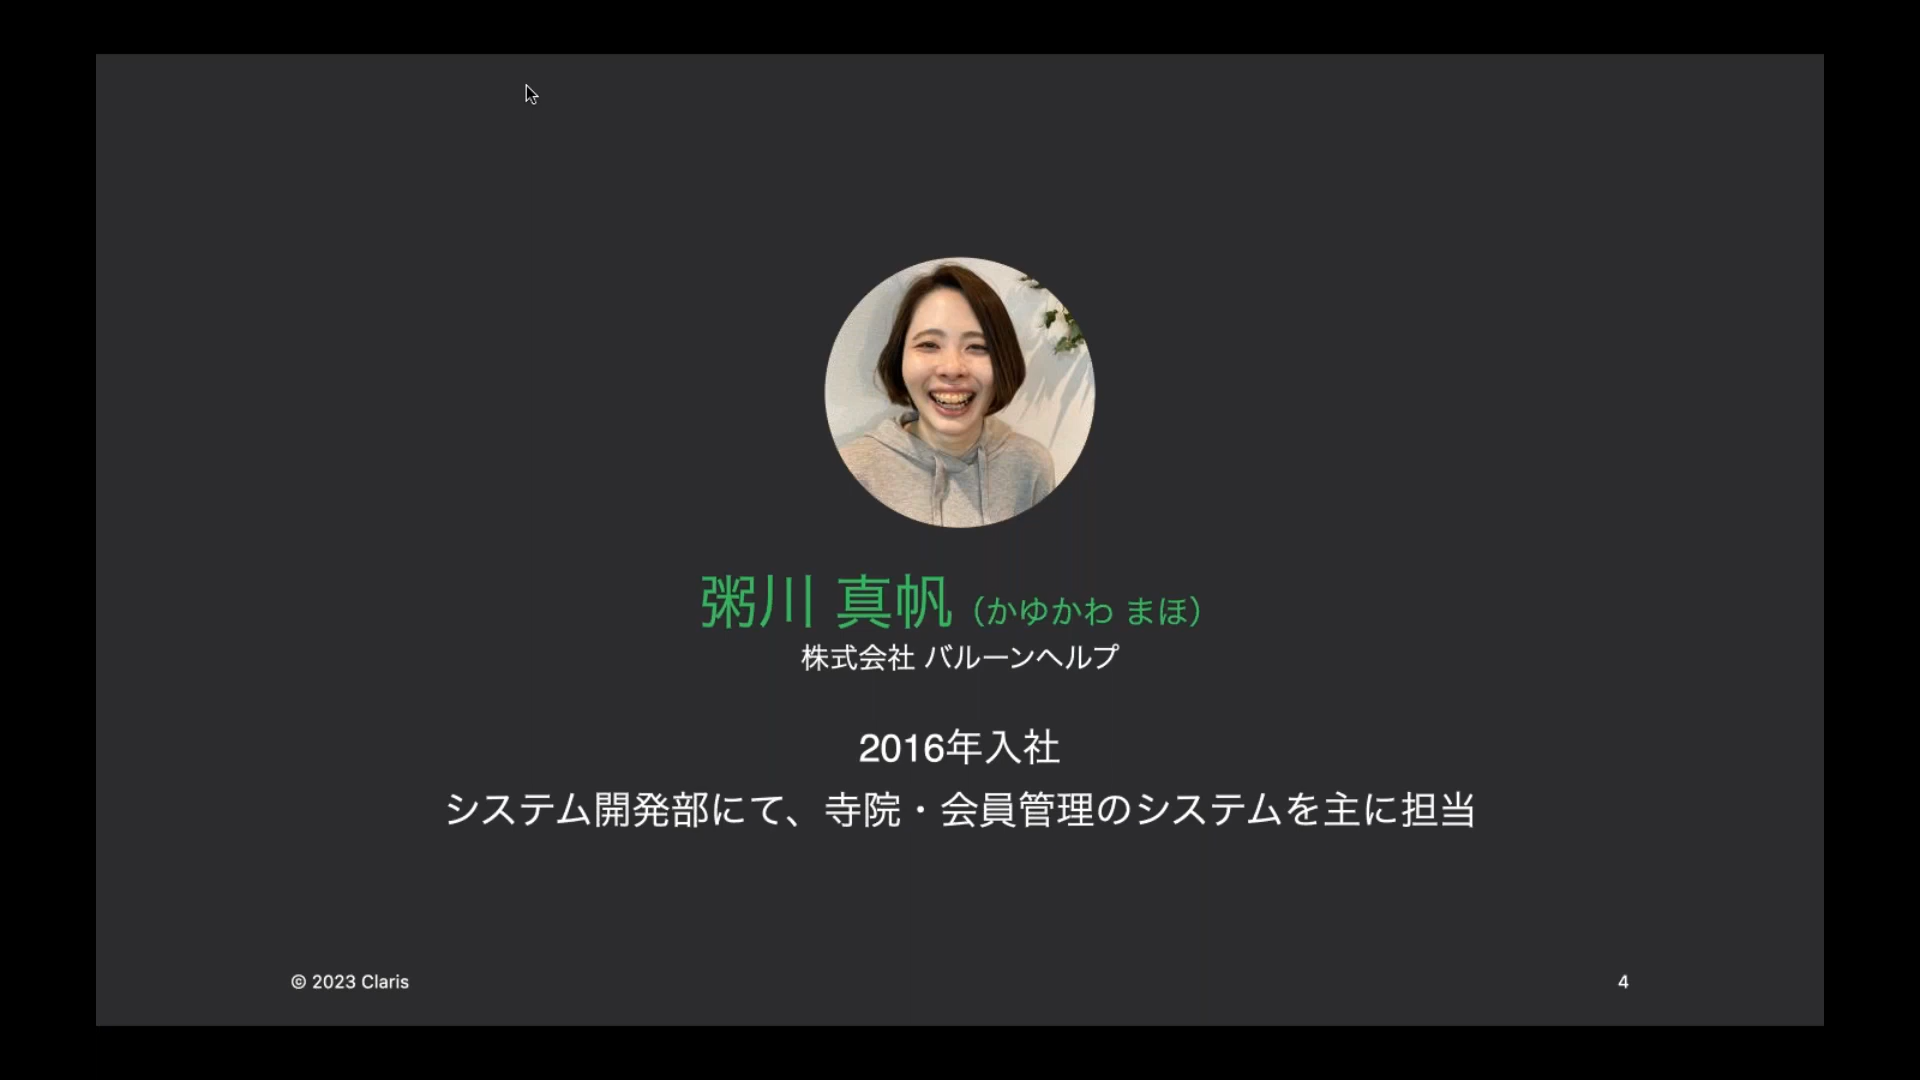 粥川 真帆（かゆかわ まほ）
株式会社 バルーンヘルプ
2016年入社
システム開発部にて、寺院・会員管理のシステムを主に担当
© 2023 Claris
4